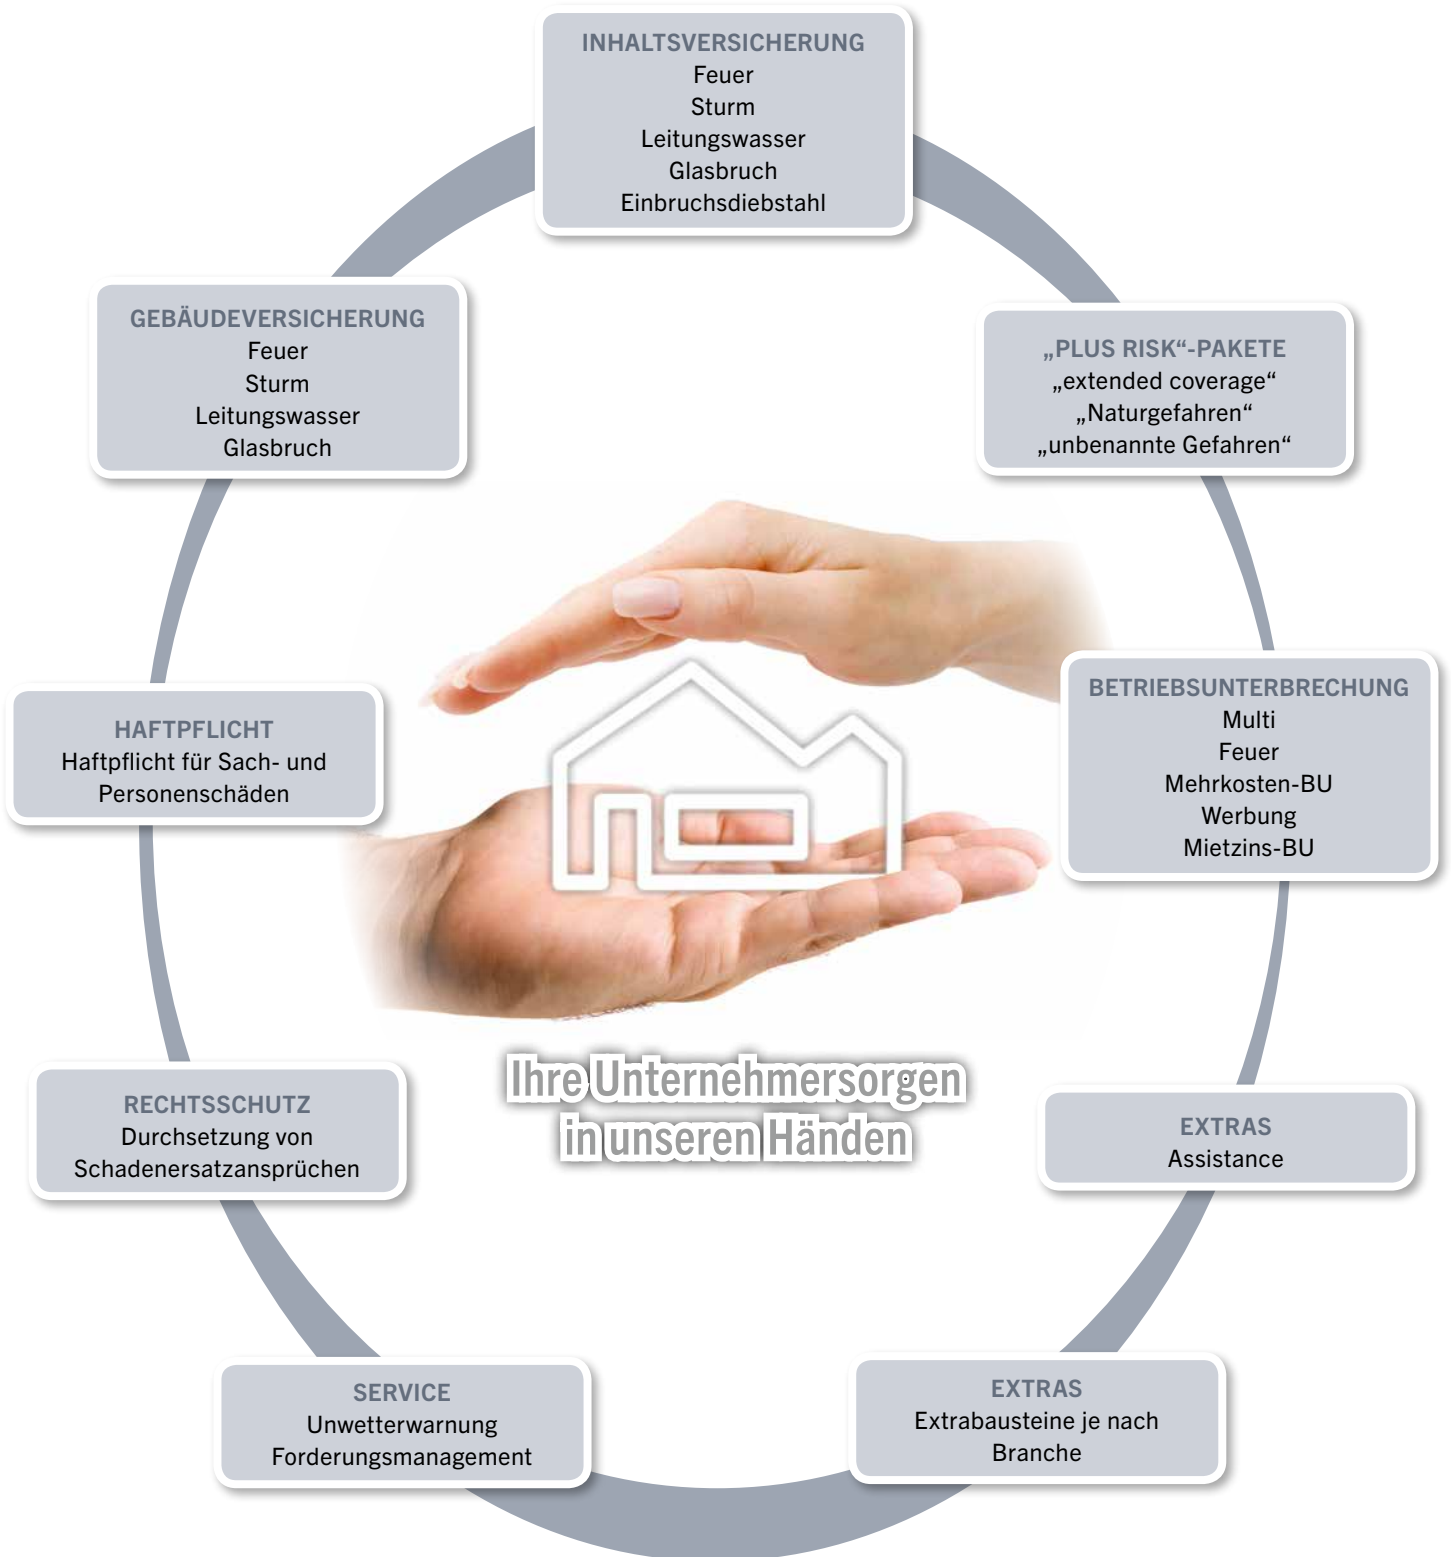 INHALTSVERSICHERUNG
Feuer
Sturm
Leitungswasser
Glasbruch
Einbruchsdiebstahl
GEBÄUDEVERSICHERUNG
Feuer
Sturm
Leitungswasser
Glasbruch
„PLUS RISK“-PAKETE
„extended coverage“
„Naturgefahren“
„unbenannte Gefahren“
HAFTPFLICHT
Haftpflicht für Sach- und
Personenschäden
BETRIEBSUNTERBRECHUNG
Multi
Feuer
Mehrkosten-BU
Werbung
Mietzins-BU
Ihre Unternehmersorgen
in unseren Händen
RECHTSSCHUTZ
Durchsetzung von
Schadenersatzansprüchen
EXTRAS
Assistance
SERVICE
Unwetterwarnung
Forderungsmanagement
EXTRAS
Extrabausteine je nach
Branche